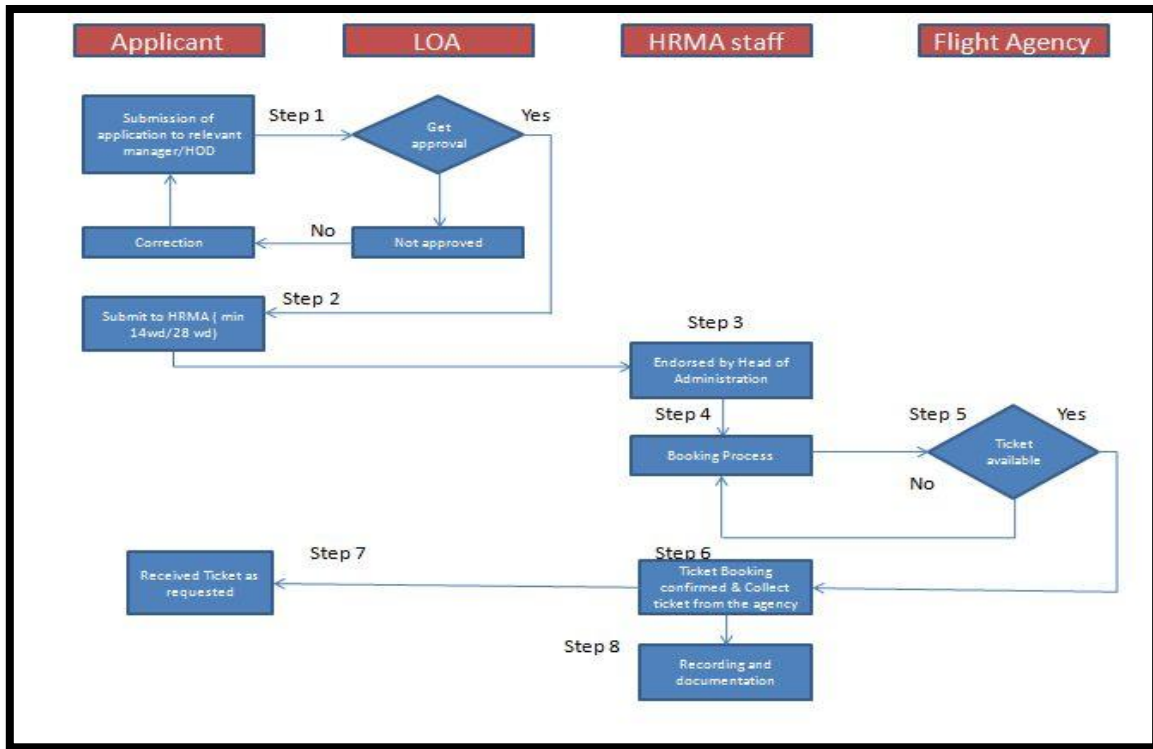 Applicant
LOA
HRMA staff
Flight Agency
Step 1
Yes
Submission of
application to relevant
manager/HOD
Get
approval
No
Correction
Not approved
Step 2
Submit to HRMA ( min
14wd/28 wd)
Step 3
Endorsed by Head of
Administration
Step 4
Step 5
Yes
Booking Process
Ticket
available
No
Step 7
Step 6
Received Ticket as
requested
Ticket Booking
confirmed & Collect
ticket from the agency
Step 8
Recording and
documentation